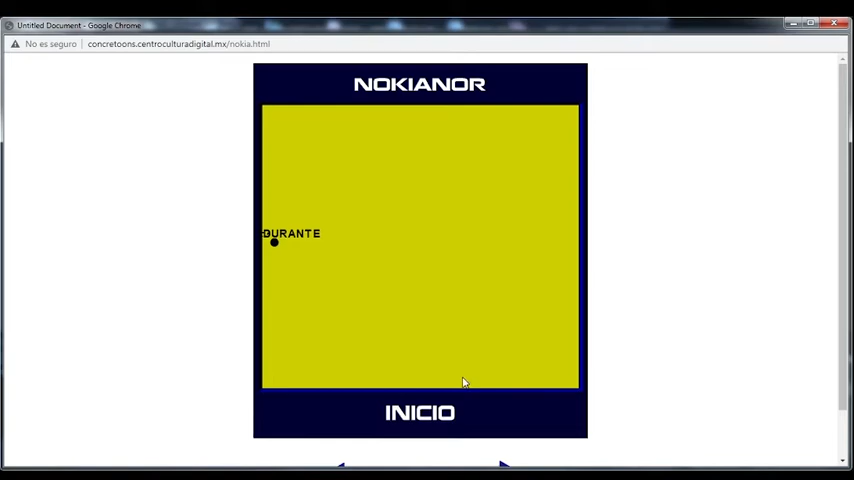 Untitled Document - Google Chrome
No es seguro concretoons.centroculturadigital.mx/nokia.html
NOKIANOR
DURANTE
INICIO